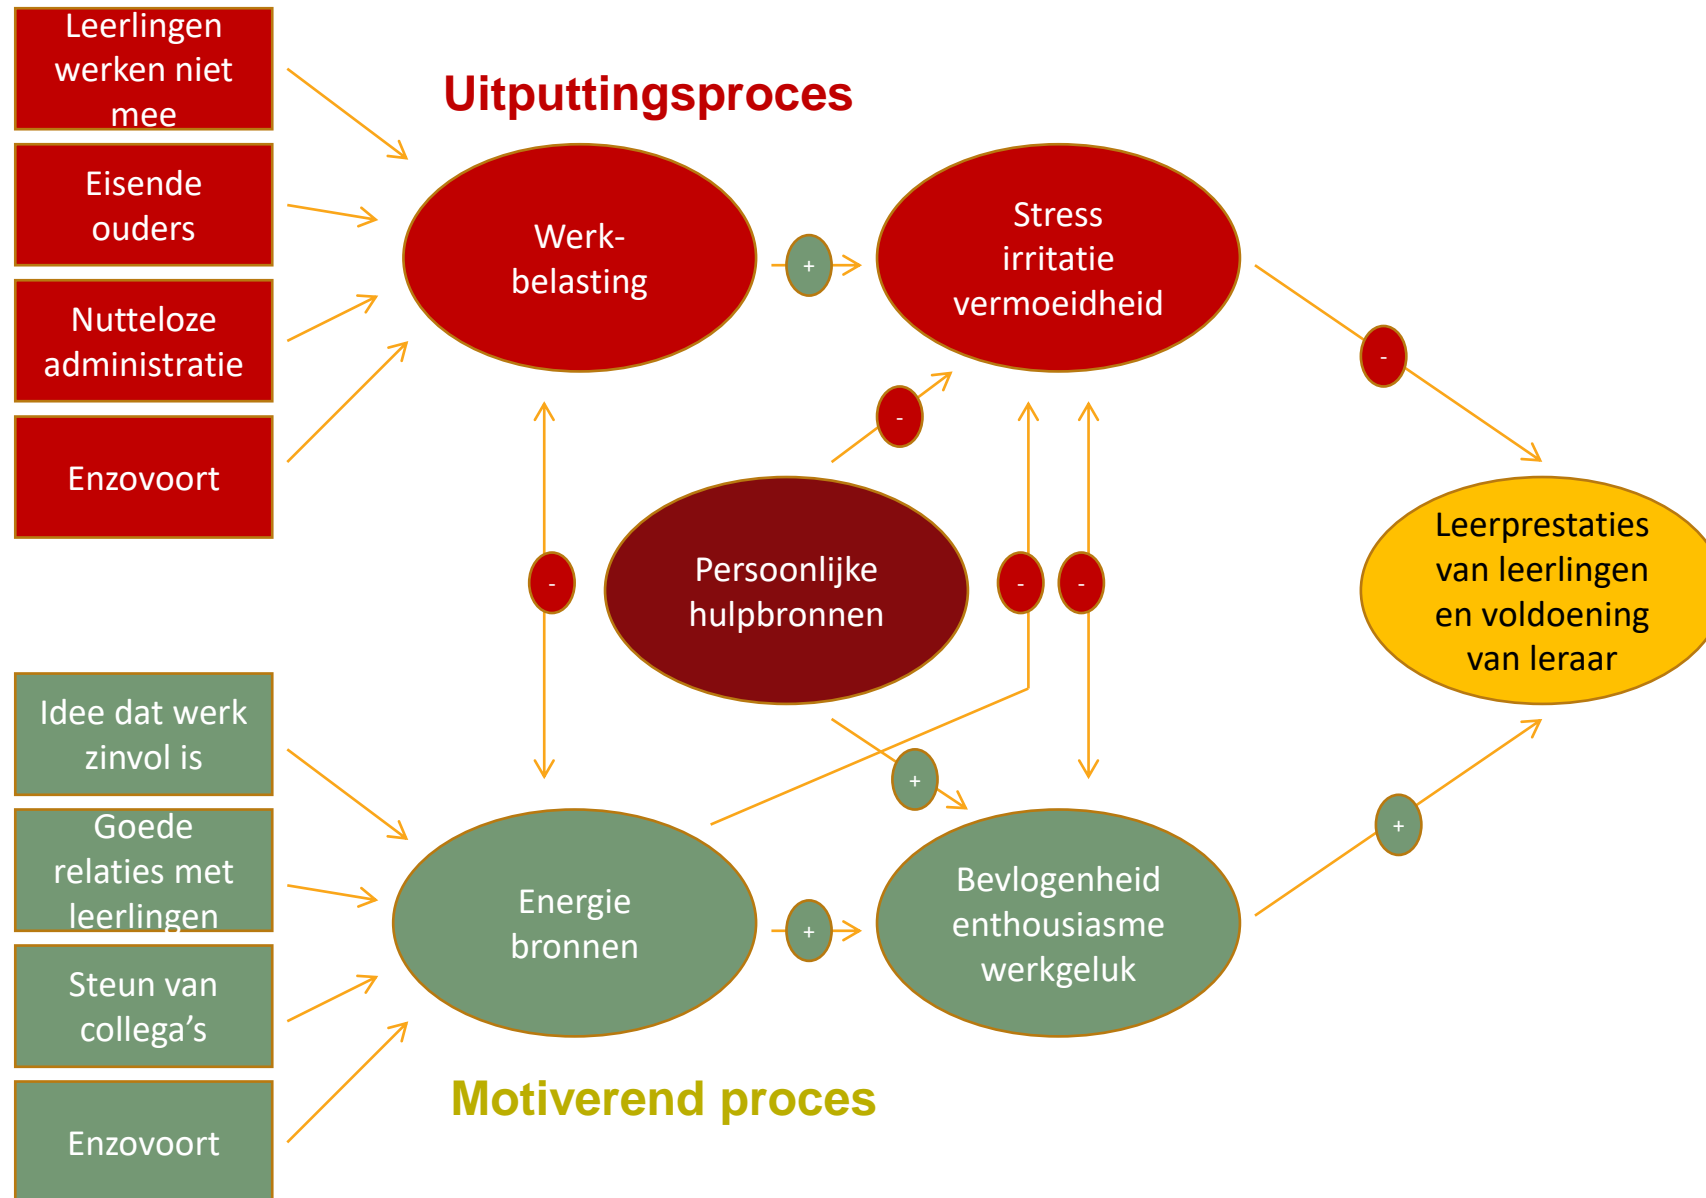 Leerlingen
werken niet
mee
Eisende
ouders
Nutteloze
administratie
Enzovoort
Uitputtingsproces
Werk-
belasting
+
Stress
irritatie
vermoeidheid
-
-
Persoonlijke
hulpbronnen
-
-
-
Leerprestaties
van leerlingen
en voldoening
van leraar
Idee dat werk
zinvol is
Goede
relaties met
leerlingen
Steun van
collega’s
Enzovoort
Energie
bronnen
+
+
Bevlogenheid
enthousiasme
werkgeluk
+
Motiverend proces